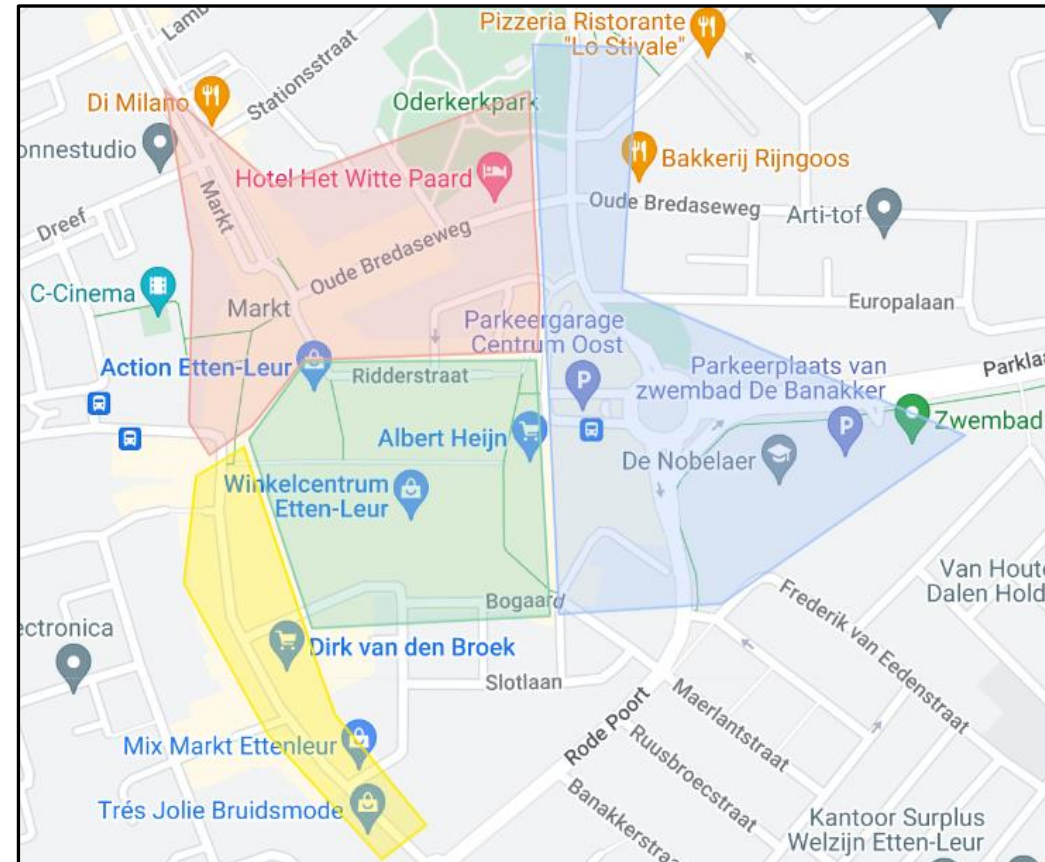 Pizzeria Ristorante
"Lo Stivale"
Stationsstraat
Di Milano
Oderkerkpark
onnestudio
Bakkerij Rijngoos
Hotel Het Witte Paard
Markt
Oude Bredaseweg
Arti-tof
Dreef
Oude Bredaseweg
C-Cinema
Europalaan
Markt
Parkeergarage
Centrum Oost
Action Etten-Leur
Ridderstraat
Parkeerplaats van
zwembad De Banakker
Parklaa
P
P
Albert Heijn
Zwembad
De Nobelaer
Winkelcentrum
Etten-Leur
Van Houte
Dalen Hold
Bogaard
Frederik van Eedenstraat
ectronica
Dirk van den Broek
Slotlaan
Maerlantstraat
Rode Poort
Ruusbroecstraat
Mix Markt Ettenleur
Trés Jolie Bruidsmode
Banakkerstra
Kantoor Surplus
Welzijn Etten-Leur